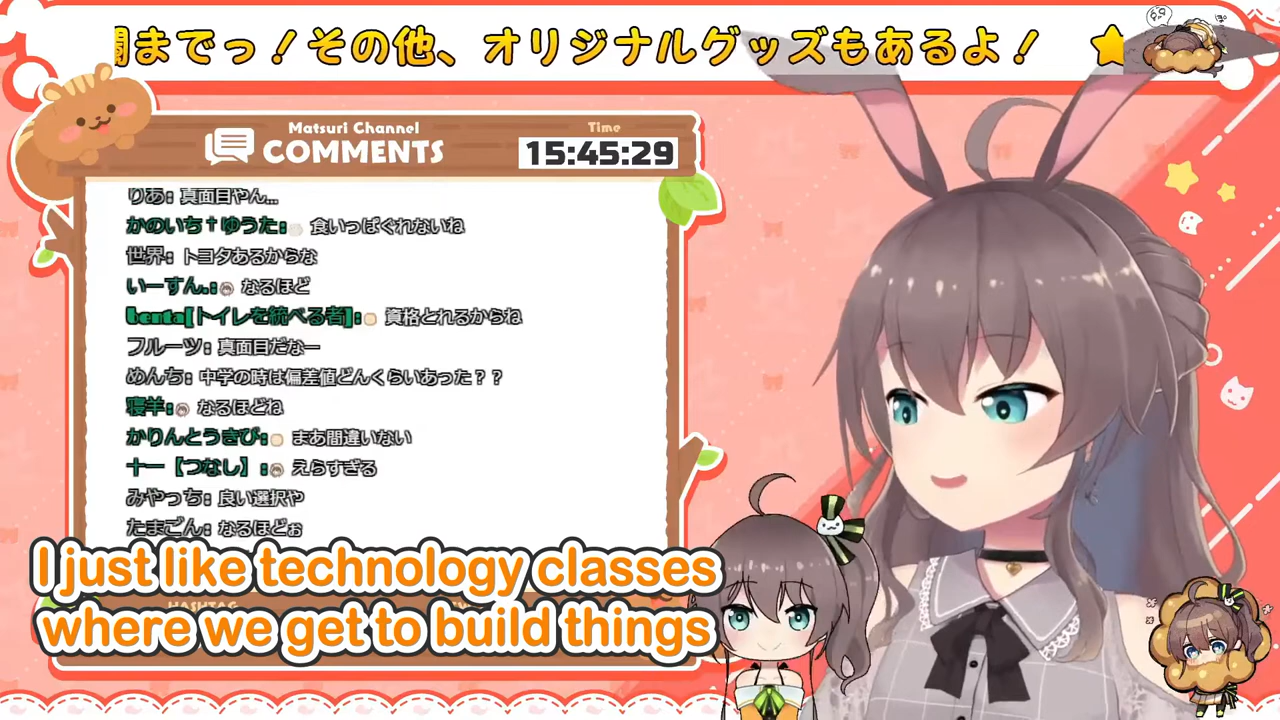 までっ！その他、オリジナルグッズもあるよ！
Matsuri Channel
COMMENTS
Time
15:45:29
りあ: 真面目やん...
かのいち†ゆうた: 食いっぱぐれないね
世界: トヨタあるからな
いーすん.: なるほど
benta[トイレを統べる者]: 資格とれるからね
フルーツ: 真面目だなー
めんち: 中学の時は偏差値どんくらいあった？？
寝羊: なるほどね
かりんとうきび: まあ間違いない
十一【つなし】: えらすぎる
みやっち: 良い選択や
たまごん: なるほどぉ
I just like technology classes
HASHTAG
where we get to build things